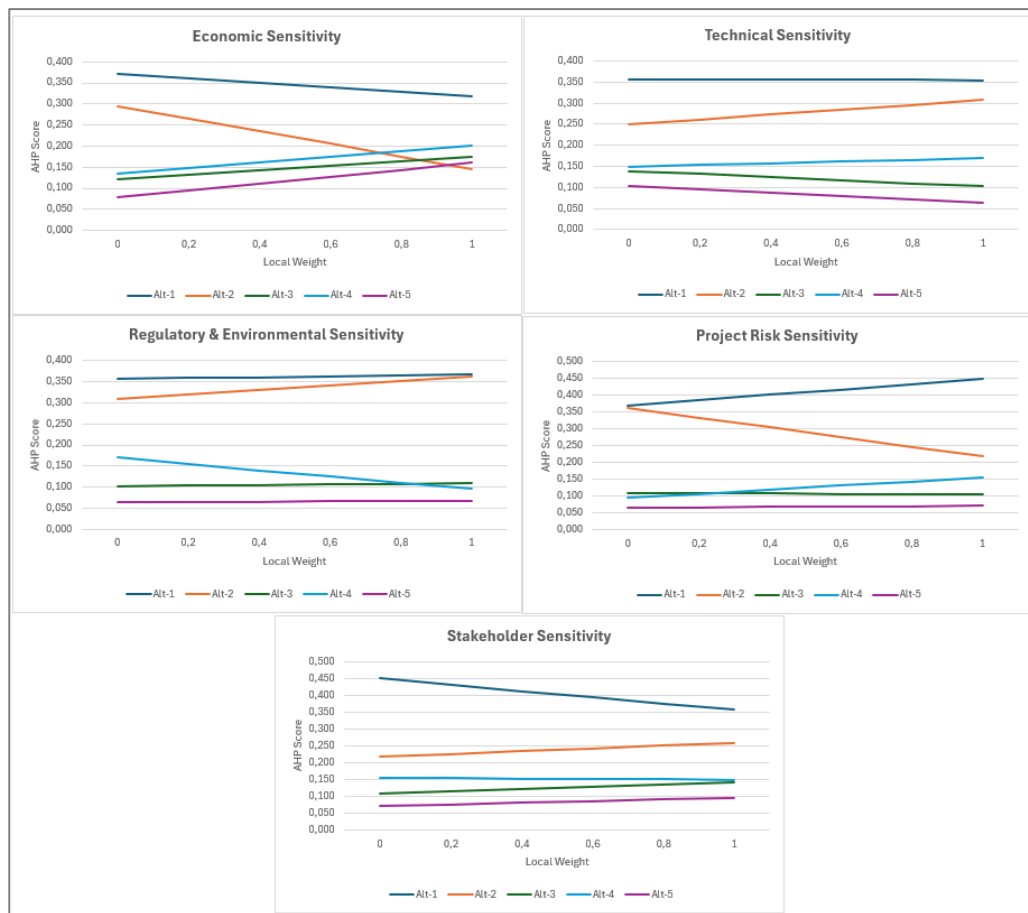 Economic Sensitivity
0,400
0,350
0,300
0,250
0,200
0,150
0,100
0,050
0,000
AHP Score
0 0,2 0,4 0,6 0,8 1
Local Weight
Alt-1 Alt-2 Alt-3 Alt-4 Alt-5
Technical Sensitivity
0,400
0,350
0,300
0,250
0,200
0,150
0,100
0,050
0,000
AHP Score
0 0,2 0,4 0,6 0,8 1
Local Weight
Alt-1 Alt-2 Alt-3 Alt-4 Alt-5
Regulatory & Environmental Sensitivity
0,400
0,350
0,300
0,250
0,200
0,150
0,100
0,050
0,000
AHP Score
0 0,2 0,4 0,6 0,8 1
Local Weight
Alt-1 Alt-2 Alt-3 Alt-4 Alt-5
Project Risk Sensitivity
0,500
0,450
0,400
0,350
0,300
0,250
0,200
0,150
0,100
0,050
0,000
AHP Score
0 0,2 0,4 0,6 0,8 1
Local Weight
Alt-1 Alt-2 Alt-3 Alt-4 Alt-5
Stakeholder Sensitivity
0,500
0,450
0,400
0,350
0,300
0,250
0,200
0,150
0,100
0,050
0,000
AHP Score
0 0,2 0,4 0,6 0,8 1
Local Weight
Alt-1 Alt-2 Alt-3 Alt-4 Alt-5